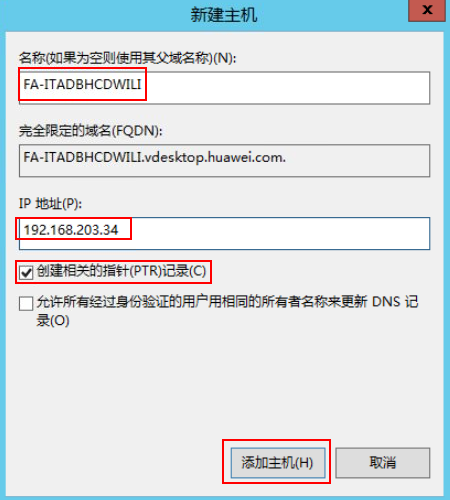 新建主机
x
名称(如果为空则使用其父域名称)(N):
FA-ITADBHCDWILI
完全限定的域名(FQDN):
FA-ITADBHCDWILI.vdesktop.huawei.com.
IP 地址(P):
192.168.203.34
创建相关的指针(PTR)记录(C)
允许所有经过身份验证的用户用相同的所有者名称来更新 DNS 记
录(O)
添加主机(H)
取消